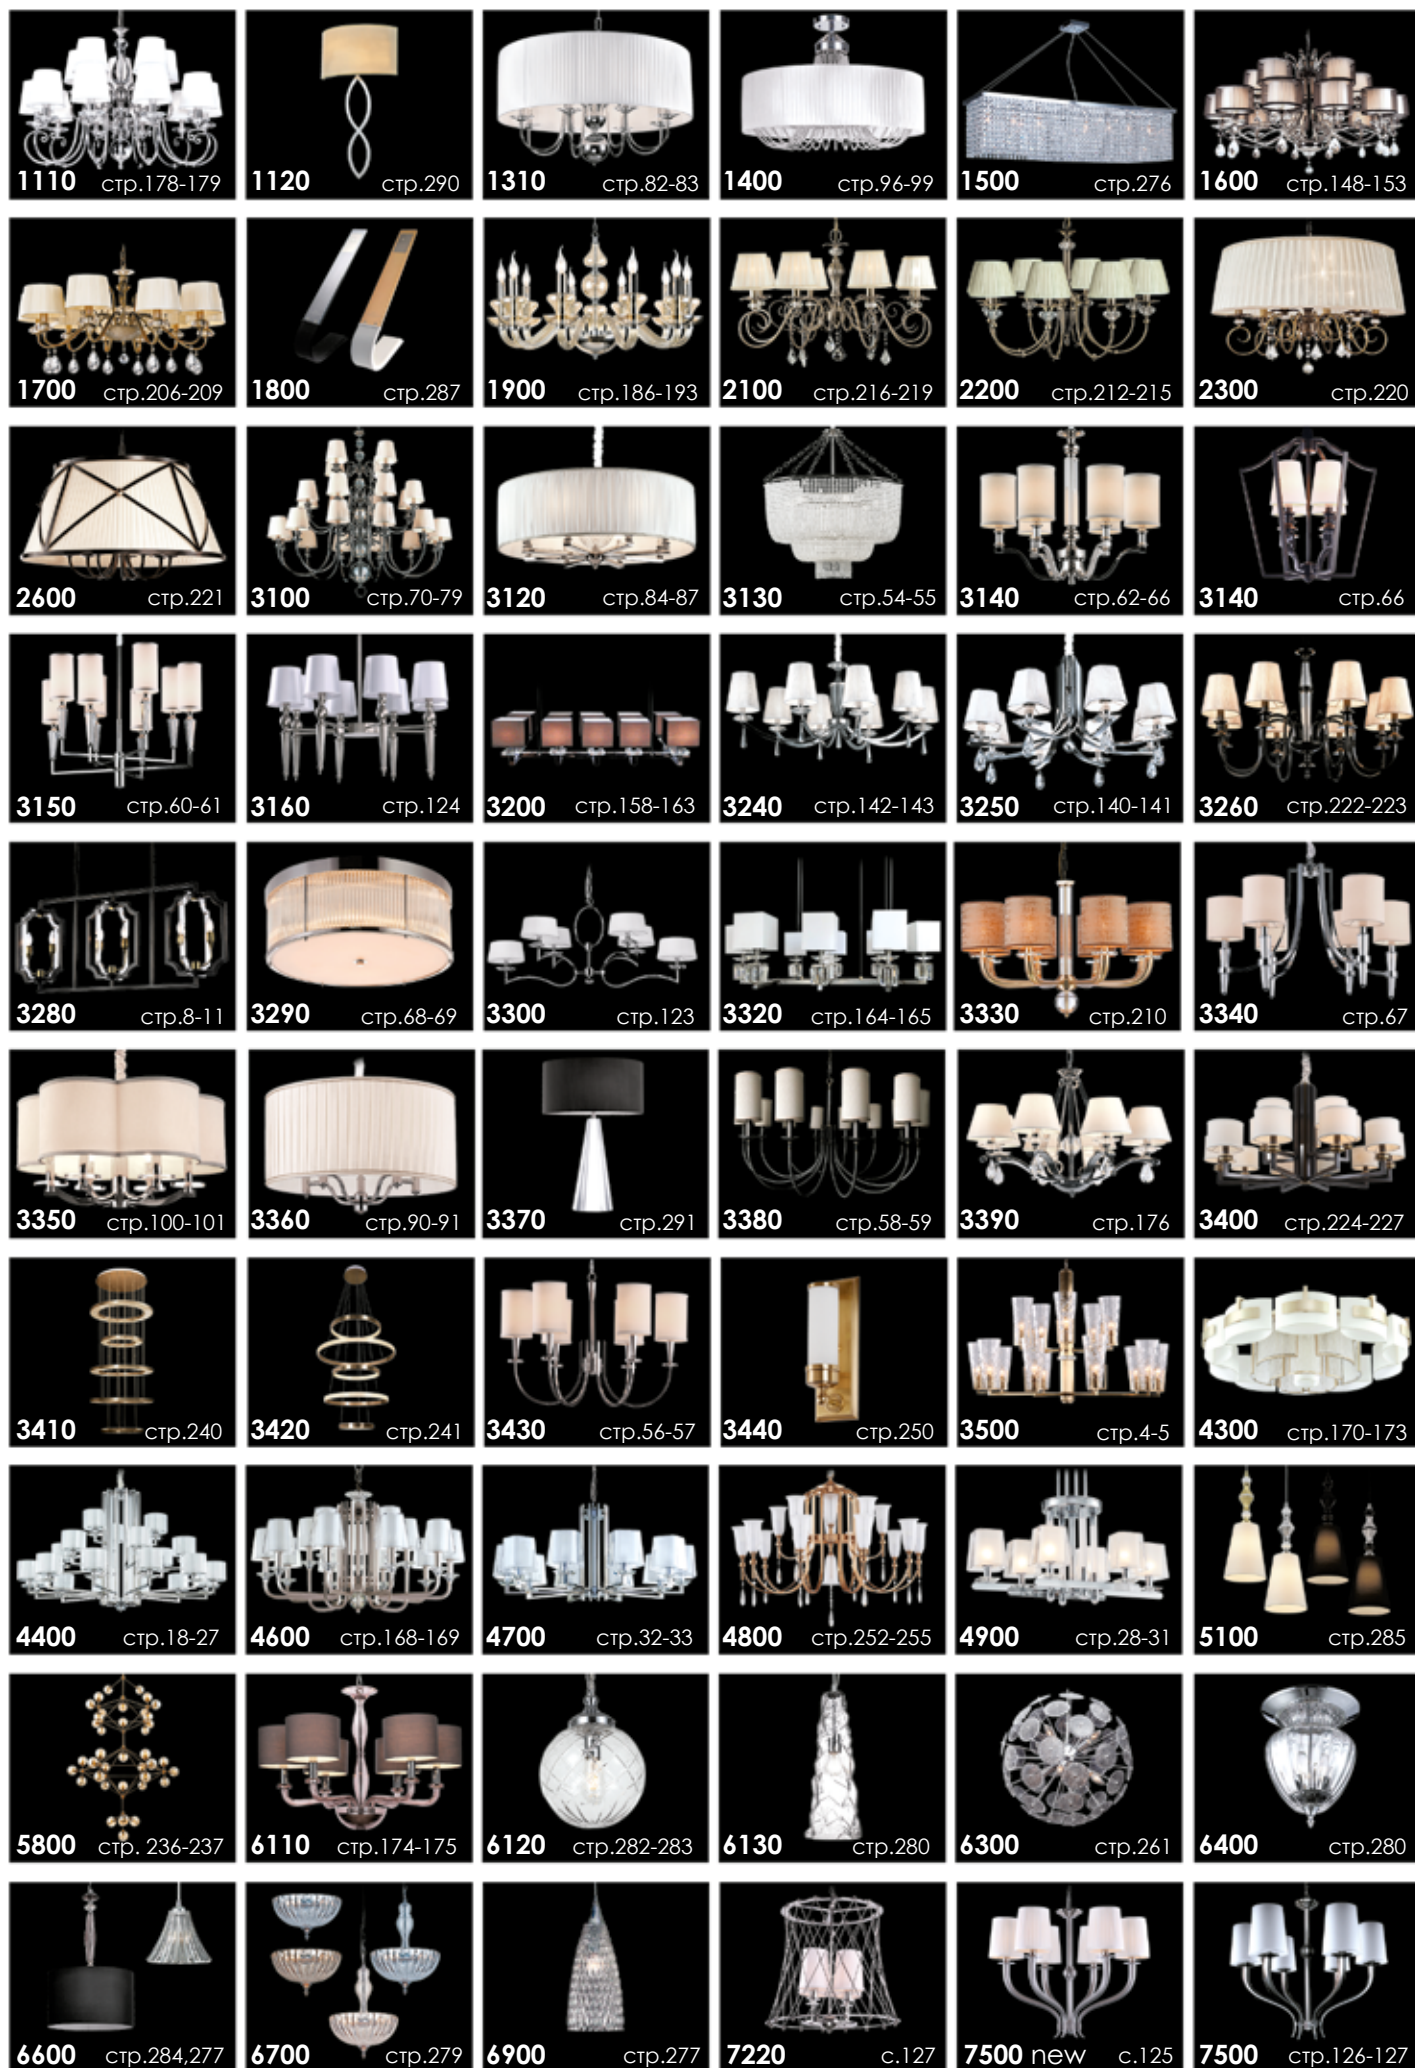 1110 стр.178-179
1120 стр.290
1310 стр.82-83
1400 стр.96-99
1500 стр.276
1600 стр.148-153
1700 стр.206-209
1800 стр.287
1900 стр.186-193
2100 стр.216-219
2200 стр.212-215
2300 стр.220
2600 стр.221
3100 стр.70-79
3120 стр.84-87
3130 стр.54-55
3140 стр.62-66
3140 стр.66
3150 стр.60-61
3160 стр.124
3200 стр.158-163
3240 стр.142-143
3250 стр.140-141
3260 стр.222-223
3280 стр.8-11
3290 стр.68-69
3300 стр.123
3320 стр.164-165
3330 стр.210
3340 стр.67
3350 стр.100-101
3360 стр.90-91
3370 стр.291
3380 стр.58-59
3390 стр.176
3400 стр.224-227
3410 стр.240
3420 стр.241
3430 стр.56-57
3440 стр.250
3500 стр.4-5
4300 стр.170-173
4400 стр.18-27
4600 стр.168-169
4700 стр.32-33
4800 стр.252-255
4900 стр.28-31
5100 стр.285
5800 стр. 236-237
6110 стр.174-175
6120 стр.282-283
6130 стр.280
6300 стр.261
6400 стр.280
6600 стр.284,277
6700 стр.279
6900 стр.277
7220 с.127
7500 new с.125
7500 стр.126-127